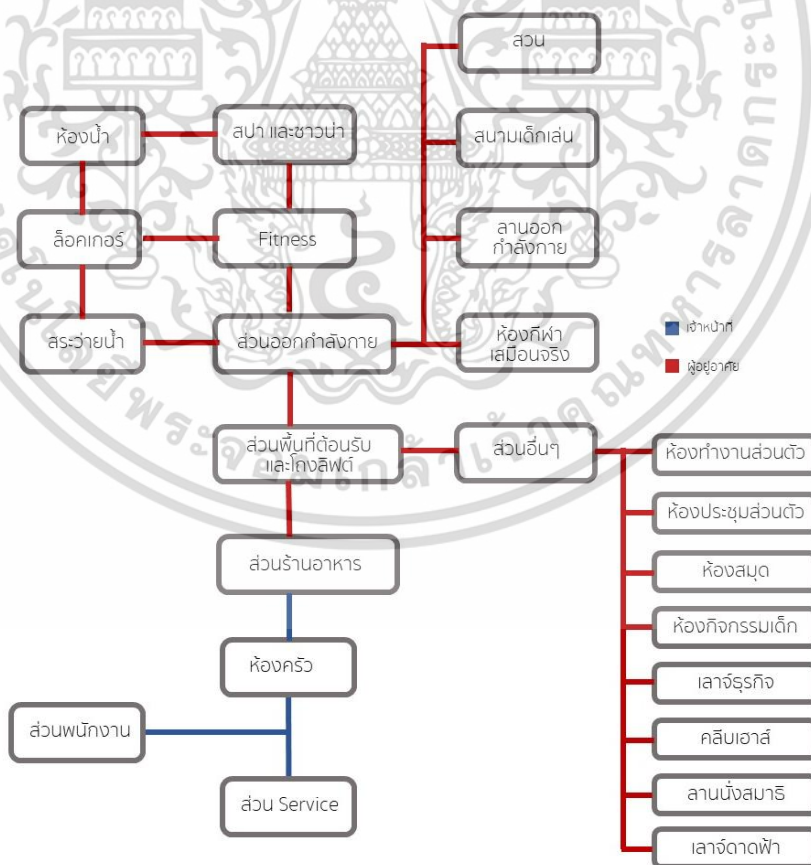 สวน
ห้องน้ำ
สปา และซาวน่า
สนามเด็กเล่น
ล็อคเกอร์
Fitness
ลานออก
กำลังกาย
สระว่ายน้ำ
ส่วนออกกำลังกาย
ห้องกีฬา
เสมือนจริง
เจ้าหน้าที่
ผู้อยู่อาศัย
ส่วนพื้นที่ต้อนรับ
และโถงลิฟต์
ส่วนอื่นๆ
ห้องทำงานส่วนตัว
ห้องประชุมส่วนตัว
ส่วนร้านอาหาร
ห้องสมุด
ห้องกิจกรรมเด็ก
ห้องครัว
เลาจ์ธุรกิจ
ส่วนพนักงาน
คลับเฮาส์
ส่วน Service
ลานนั่งสมาธิ
เลาจ์ดาดฟ้า